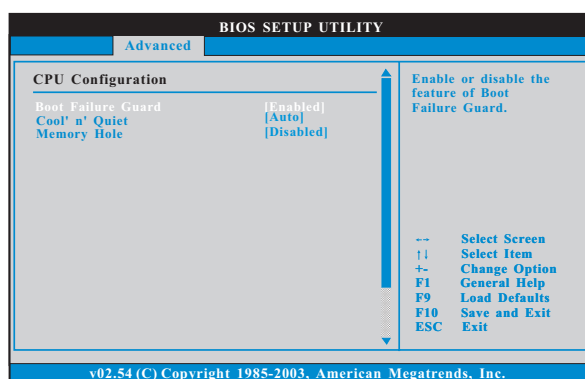 BIOS SETUP UTILITY
Advanced
CPU Configuration
Boot Failure Guard [Enabled]
Cool' n' Quiet [Auto]
Memory Hole [Disabled]
Enable or disable the
feature of Boot
Failure Guard.
←→ Select Screen
↑↓ Select Item
+- Change Option
F1 General Help
F9 Load Defaults
F10 Save and Exit
ESC Exit
v02.54 (C) Copyright 1985-2003, American Megatrends, Inc.